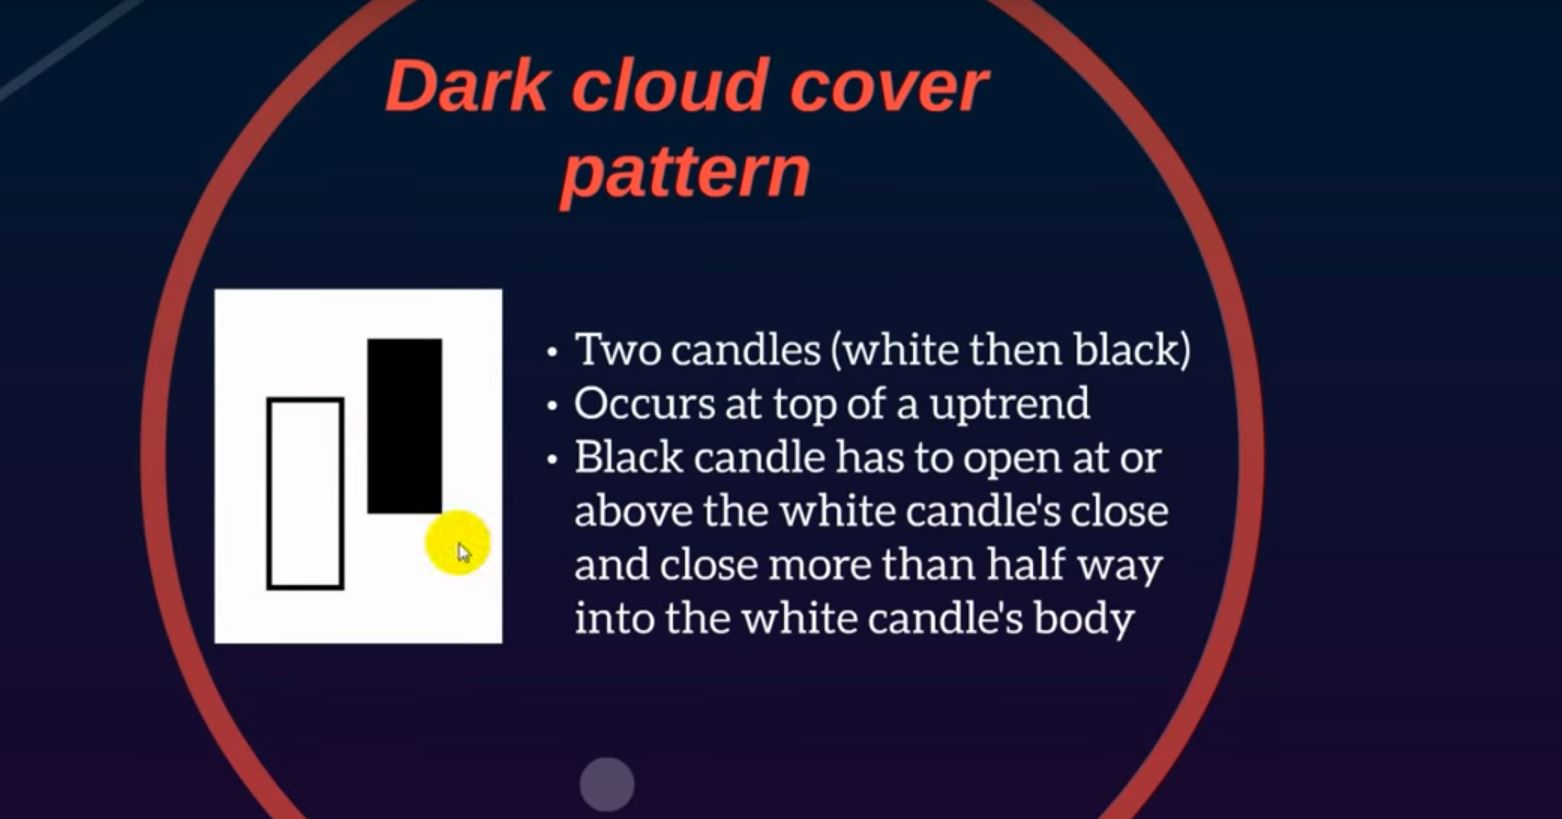 Dark cloud cover
pattern
• Two candles (white then black)
• Occurs at top of a uptrend
• Black candle has to open at or
above the white candle's close
and close more than half way
into the white candle's body